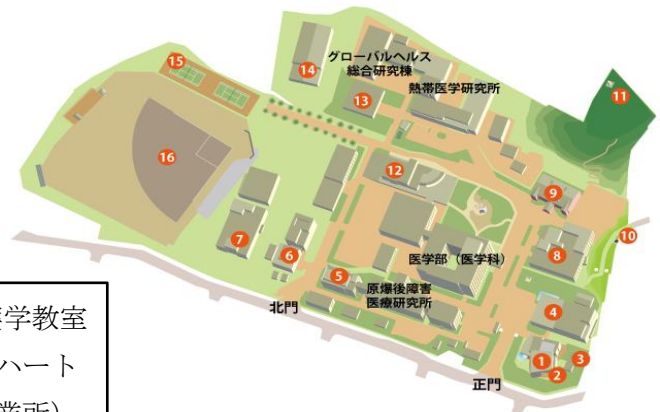 15
14
グローバルヘルス
総合研究棟
熱帯医学研究所
13
11
16
12
9
10
7
6
医学部（医学科）
8
5
原爆後障害
医療研究所
北門
4
学教室
ハート
業所）
1
3
2
正門